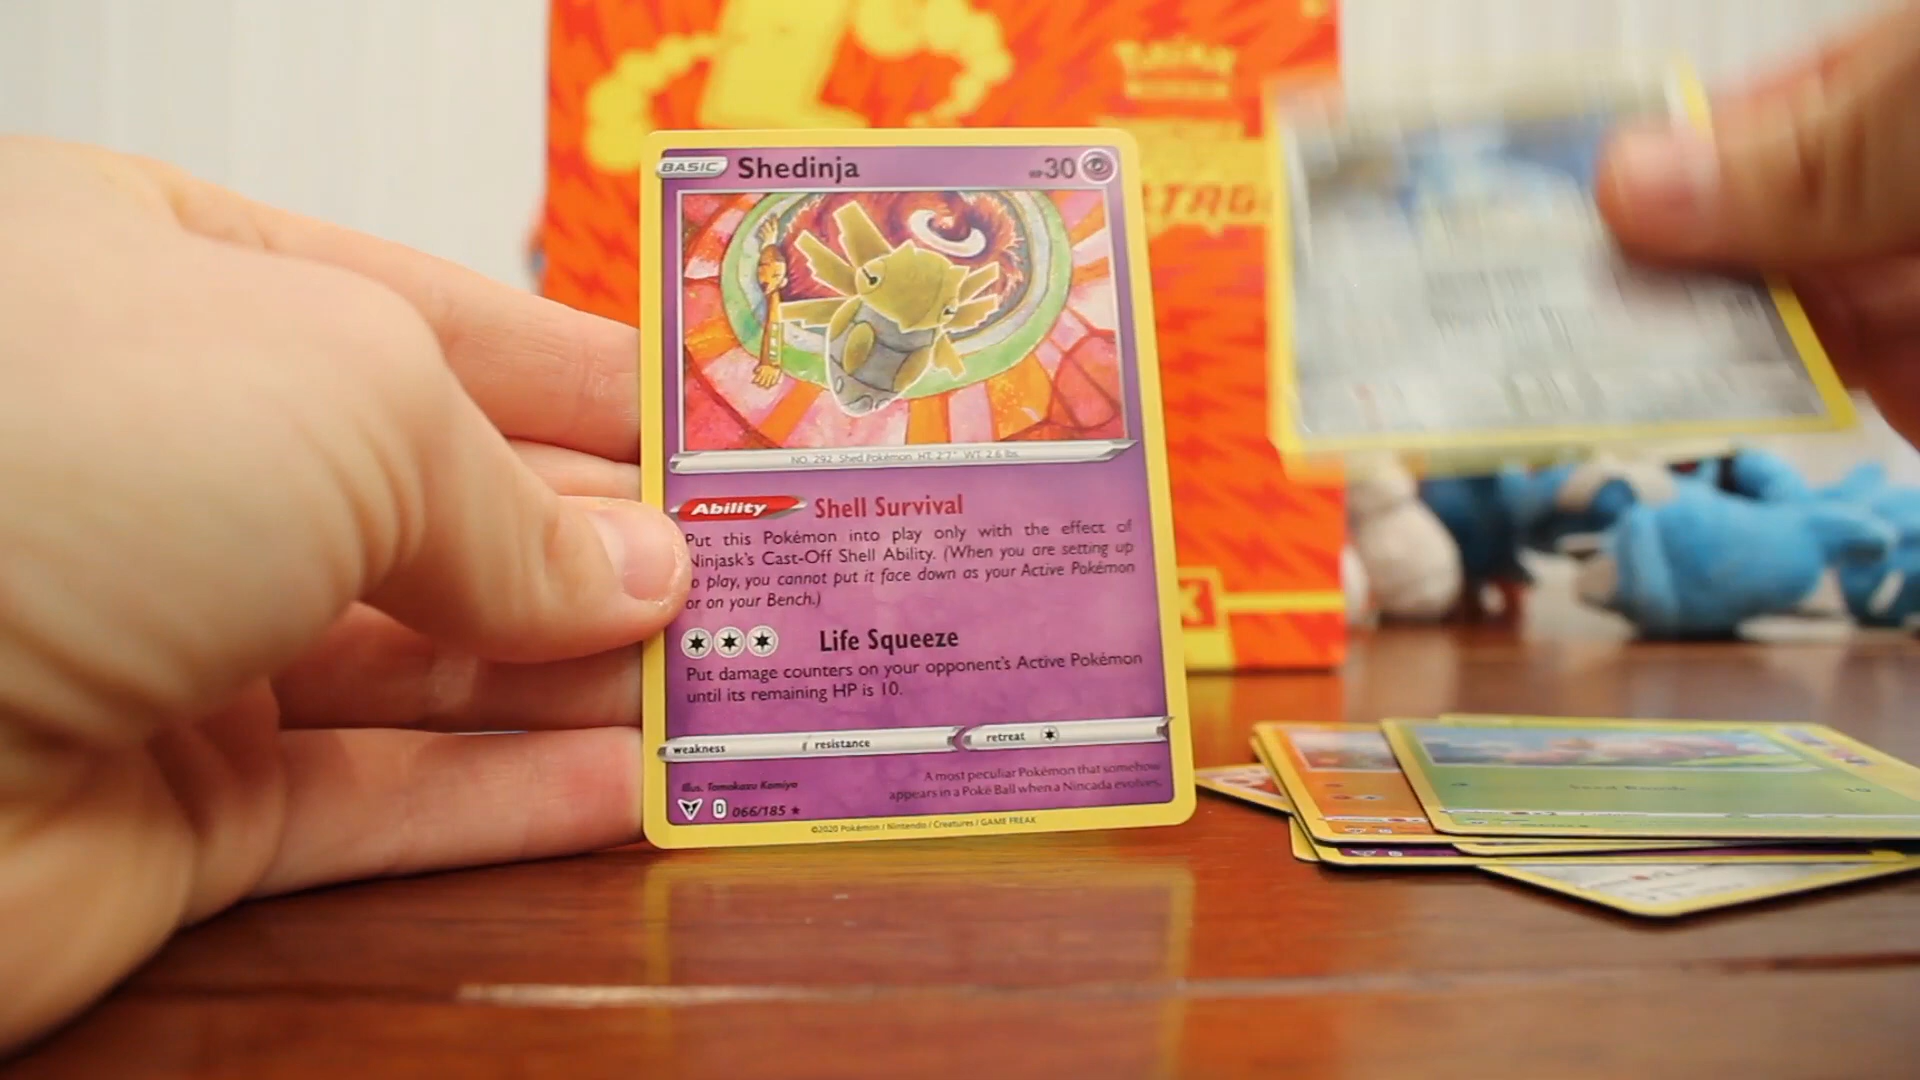 BASIC Shedinja HP30
NO. 292 Shed Pokémon HT: 2'7" WT: 2.6 lbs.
Ability Shell Survival
Put this Pokémon into play only with the effect of
Ninjask's Cast-Off Shell Ability. (When you are setting up
o play, you cannot put it face down as your Active Pokémon
or on your Bench.)
Life Squeeze
Put damage counters on your opponent's Active Pokémon
until its remaining HP is 10.
weakness resistance retreat
Illus. Tomokazu Komiya
A most peculiar Pokémon that somehow
appears in a Poké Ball when a Nincada evolves.
D 066/185 ★
©2020 Pokémon / Nintendo / Creatures / GAME FREAK
10